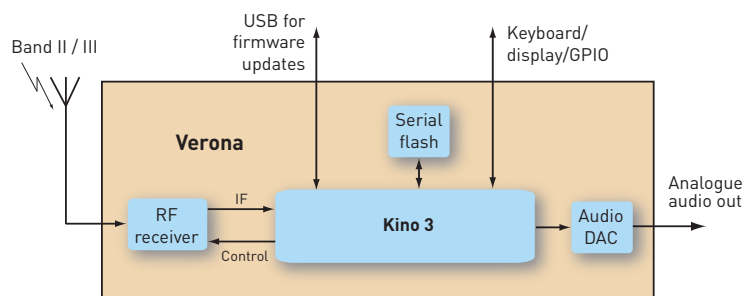 USB for
firmware
updates
Keyboard/
display/GPIO
Band II / III
Verona
Serial
flash
Analogue
audio out
IF
RF
receiver
Control
Kino 3
Audio
DAC